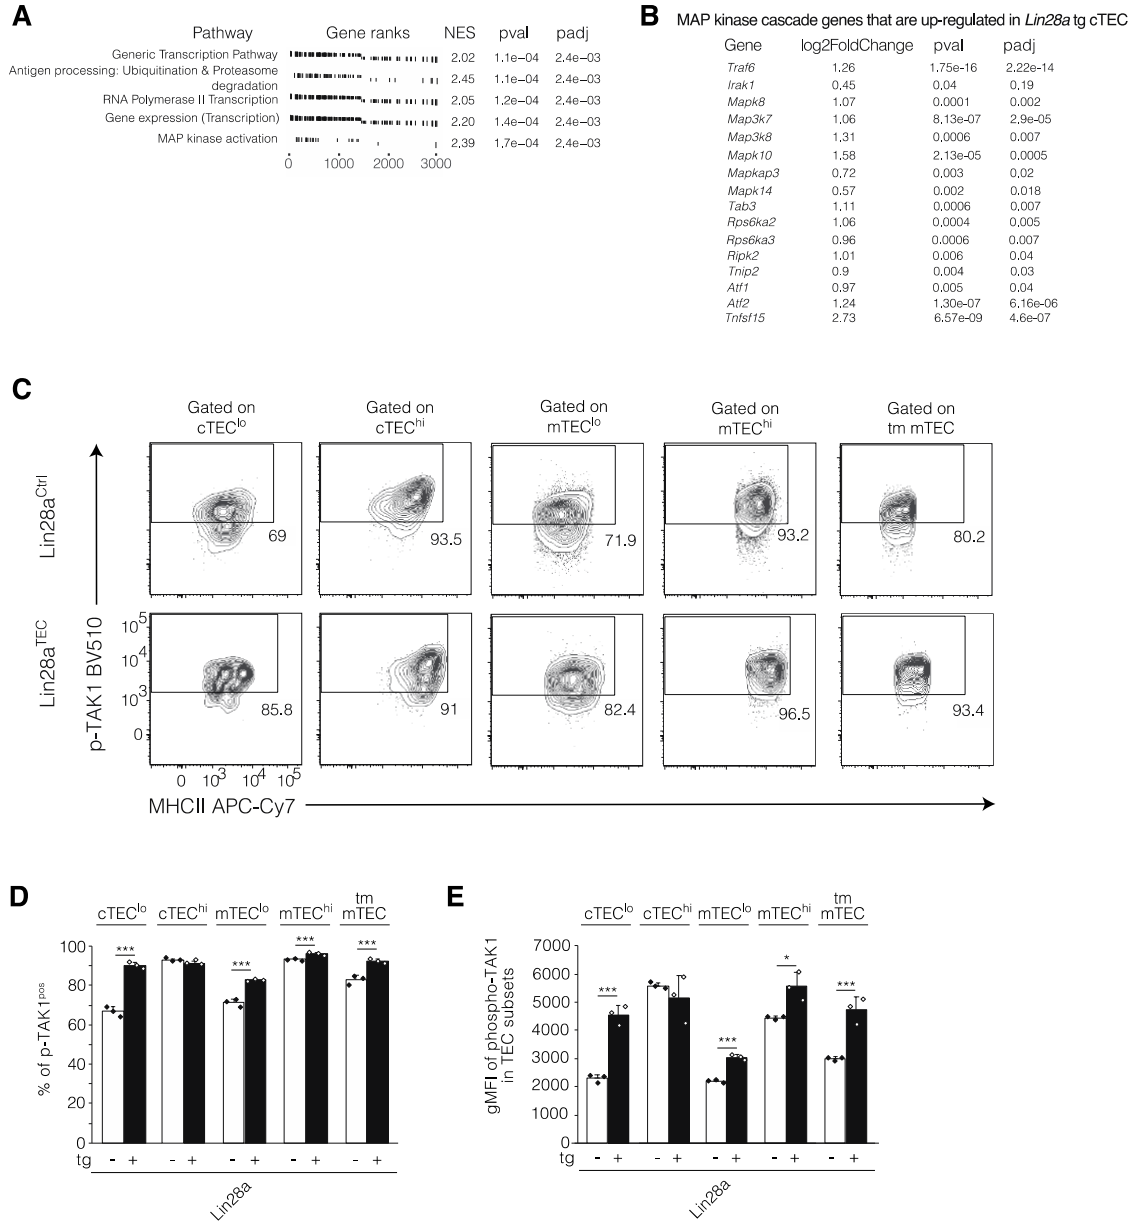 A
Pathway Gene ranks NES pval padj
Generic Transcription Pathway 2.02 1.1e−04 2.4e−03
Antigen processing: Ubiquitination & Proteasome
degradation 2.45 1.1e−04 2.4e−03
RNA Polymerase II Transcription 2.05 1.2e−04 2.4e−03
Gene expression (Transcription) 2.20 1.4e−04 2.4e−03
MAP kinase activation 2.39 1.7e−04 2.4e−03
0 1000 2000 3000
B MAP kinase cascade genes that are up-regulated in Lin28a tg cTEC
Gene log2FoldChange pval padj
Traf6 1.26 1.75e-16 2.22e-14
Irak1 0.45 0.04 0.19
Mapk8 1.07 0.0001 0.002
Map3k7 1.06 8.13e-07 2.9e-05
Map3k8 1.31 0.0006 0.007
Mapk10 1.58 2.13e-05 0.0005
Mapkap3 0.72 0.003 0.02
Mapk14 0.57 0.002 0.018
Tab3 1.11 0.0006 0.007
Rps6ka2 1.06 0.0004 0.005
Rps6ka3 0.96 0.0006 0.007
Ripk2 1.01 0.006 0.04
Tnip2 0.9 0.004 0.03
Atf1 0.97 0.005 0.04
Atf2 1.24 1.30e-07 6.16e-06
Tnfsf15 2.73 6.57e-09 4.6e-07
C
Gated on cTEClo
Gated on cTEChi
Gated on mTEClo
Gated on mTEChi
Gated on tm mTEC
Lin28aCtrl
69 93.5 71.9 93.2 80.2
Lin28aTEC
p-TAK1 BV510
105
104
103
0
85.8 91 82.4 96.5 93.4
0 103 104 105
MHCII APC-Cy7
D
cTEClo cTEChi mTEClo mTEChi tm mTEC
% of p-TAK1pos
100
80
60
40
20
0
*** *** *** ***
tg - + - + - + - + - +
Lin28a
E
cTEClo cTEChi mTEClo mTEChi tm mTEC
gMFI of phospho-TAK1
in TEC subsets
7000
6000
5000
4000
3000
2000
1000
0
*** *** * ***
tg - + - + - + - + - +
Lin28a